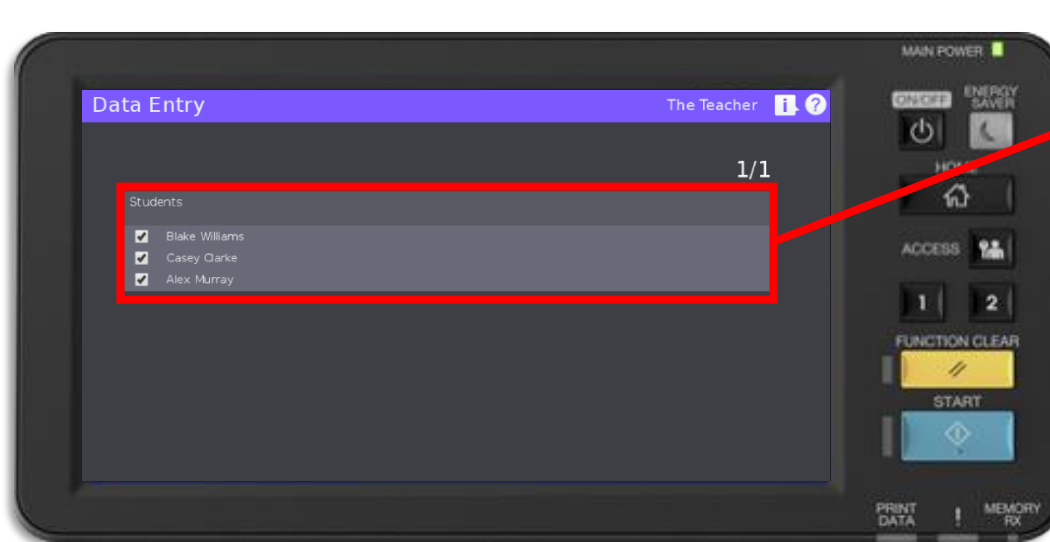 MAIN POWER
Data Entry
The Teacher i ?
ON/OFF
ENERGY
SAVER
1/1
HOME
Students
Blake Williams
Casey Clarke
Alex Murray
ACCESS
1 2
FUNCTION CLEAR
START
PRINT
DATA
!
MEMORY
RX